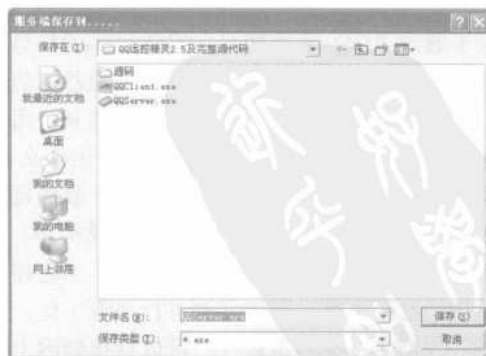 服务端保存到.....
保存在(I): QQ远控精灵2.5及完整源代码
源码
QQClient.exe
QQServer.exe
我最近的文档
桌面
我的文档
我的电脑
网上邻居
文件名(N): QQServer.exe
保存(S)
保存类型(T): *.exe
取消